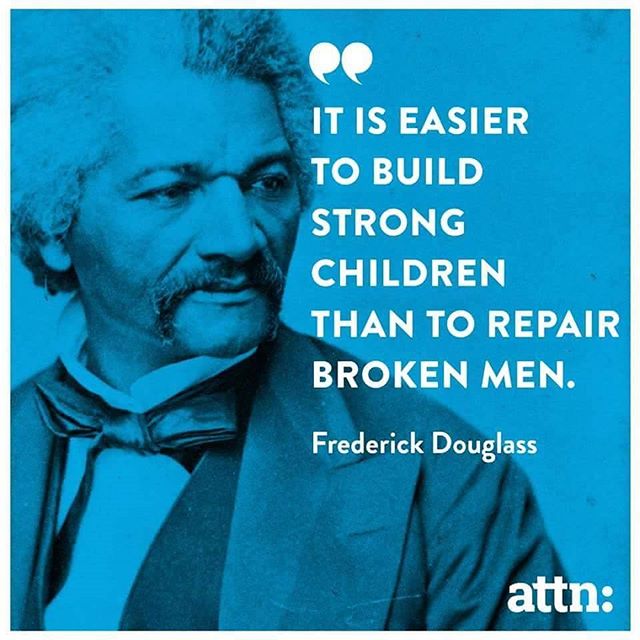 IT IS EASIER
TO BUILD
STRONG
CHILDREN
THAN TO REPAIR
BROKEN MEN.
Frederick Douglass
attn: